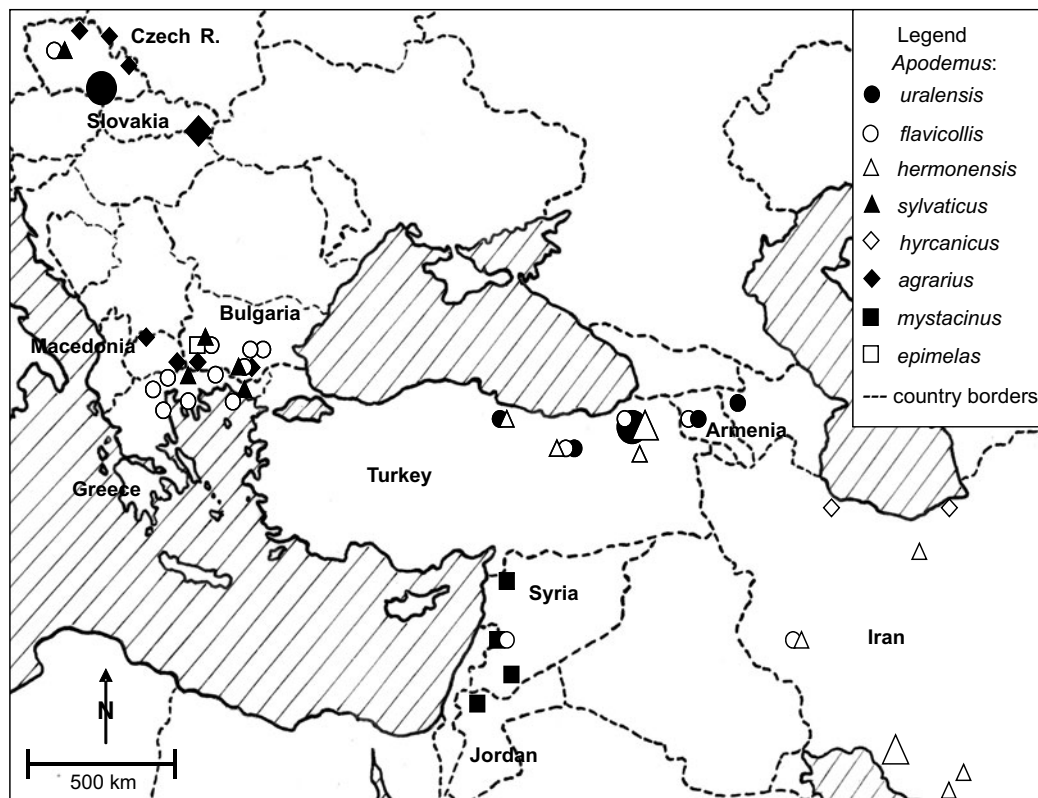 Czech R.
Slovakia
Bulgaria
Macedonia
Greece
Turkey
Armenia
Syria
Iran
Jordan
N
500 km
Legend
Apodemus:
uralensis
flavicollis
hermonensis
sylvaticus
hyrcanicus
agrarius
mystacinus
epimelas
country borders